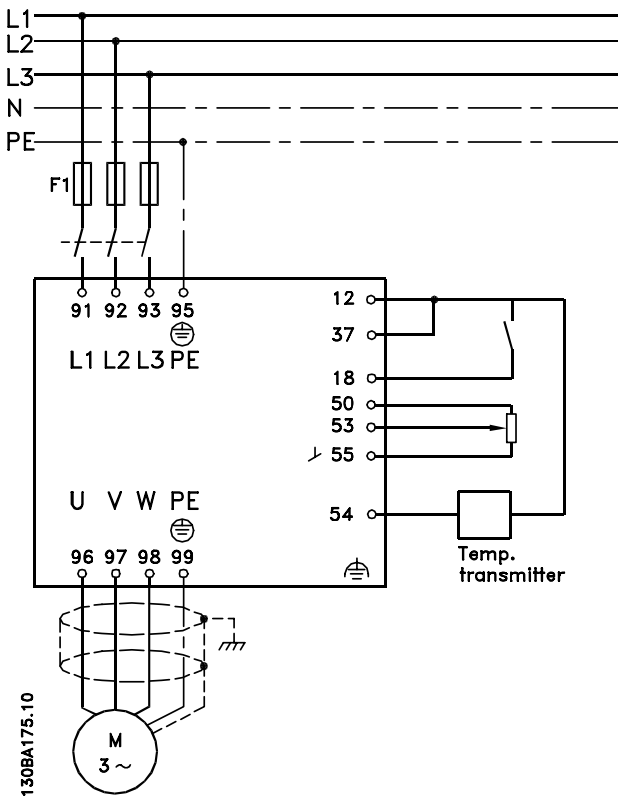 L1
L2
L3
N
PE
F1
91 92 93 95
L1 L2 L3 PE
12
37
18
50
53
55
54
U V W PE
96 97 98 99
Temp.
transmitter
M
3 ~
130BA175.10